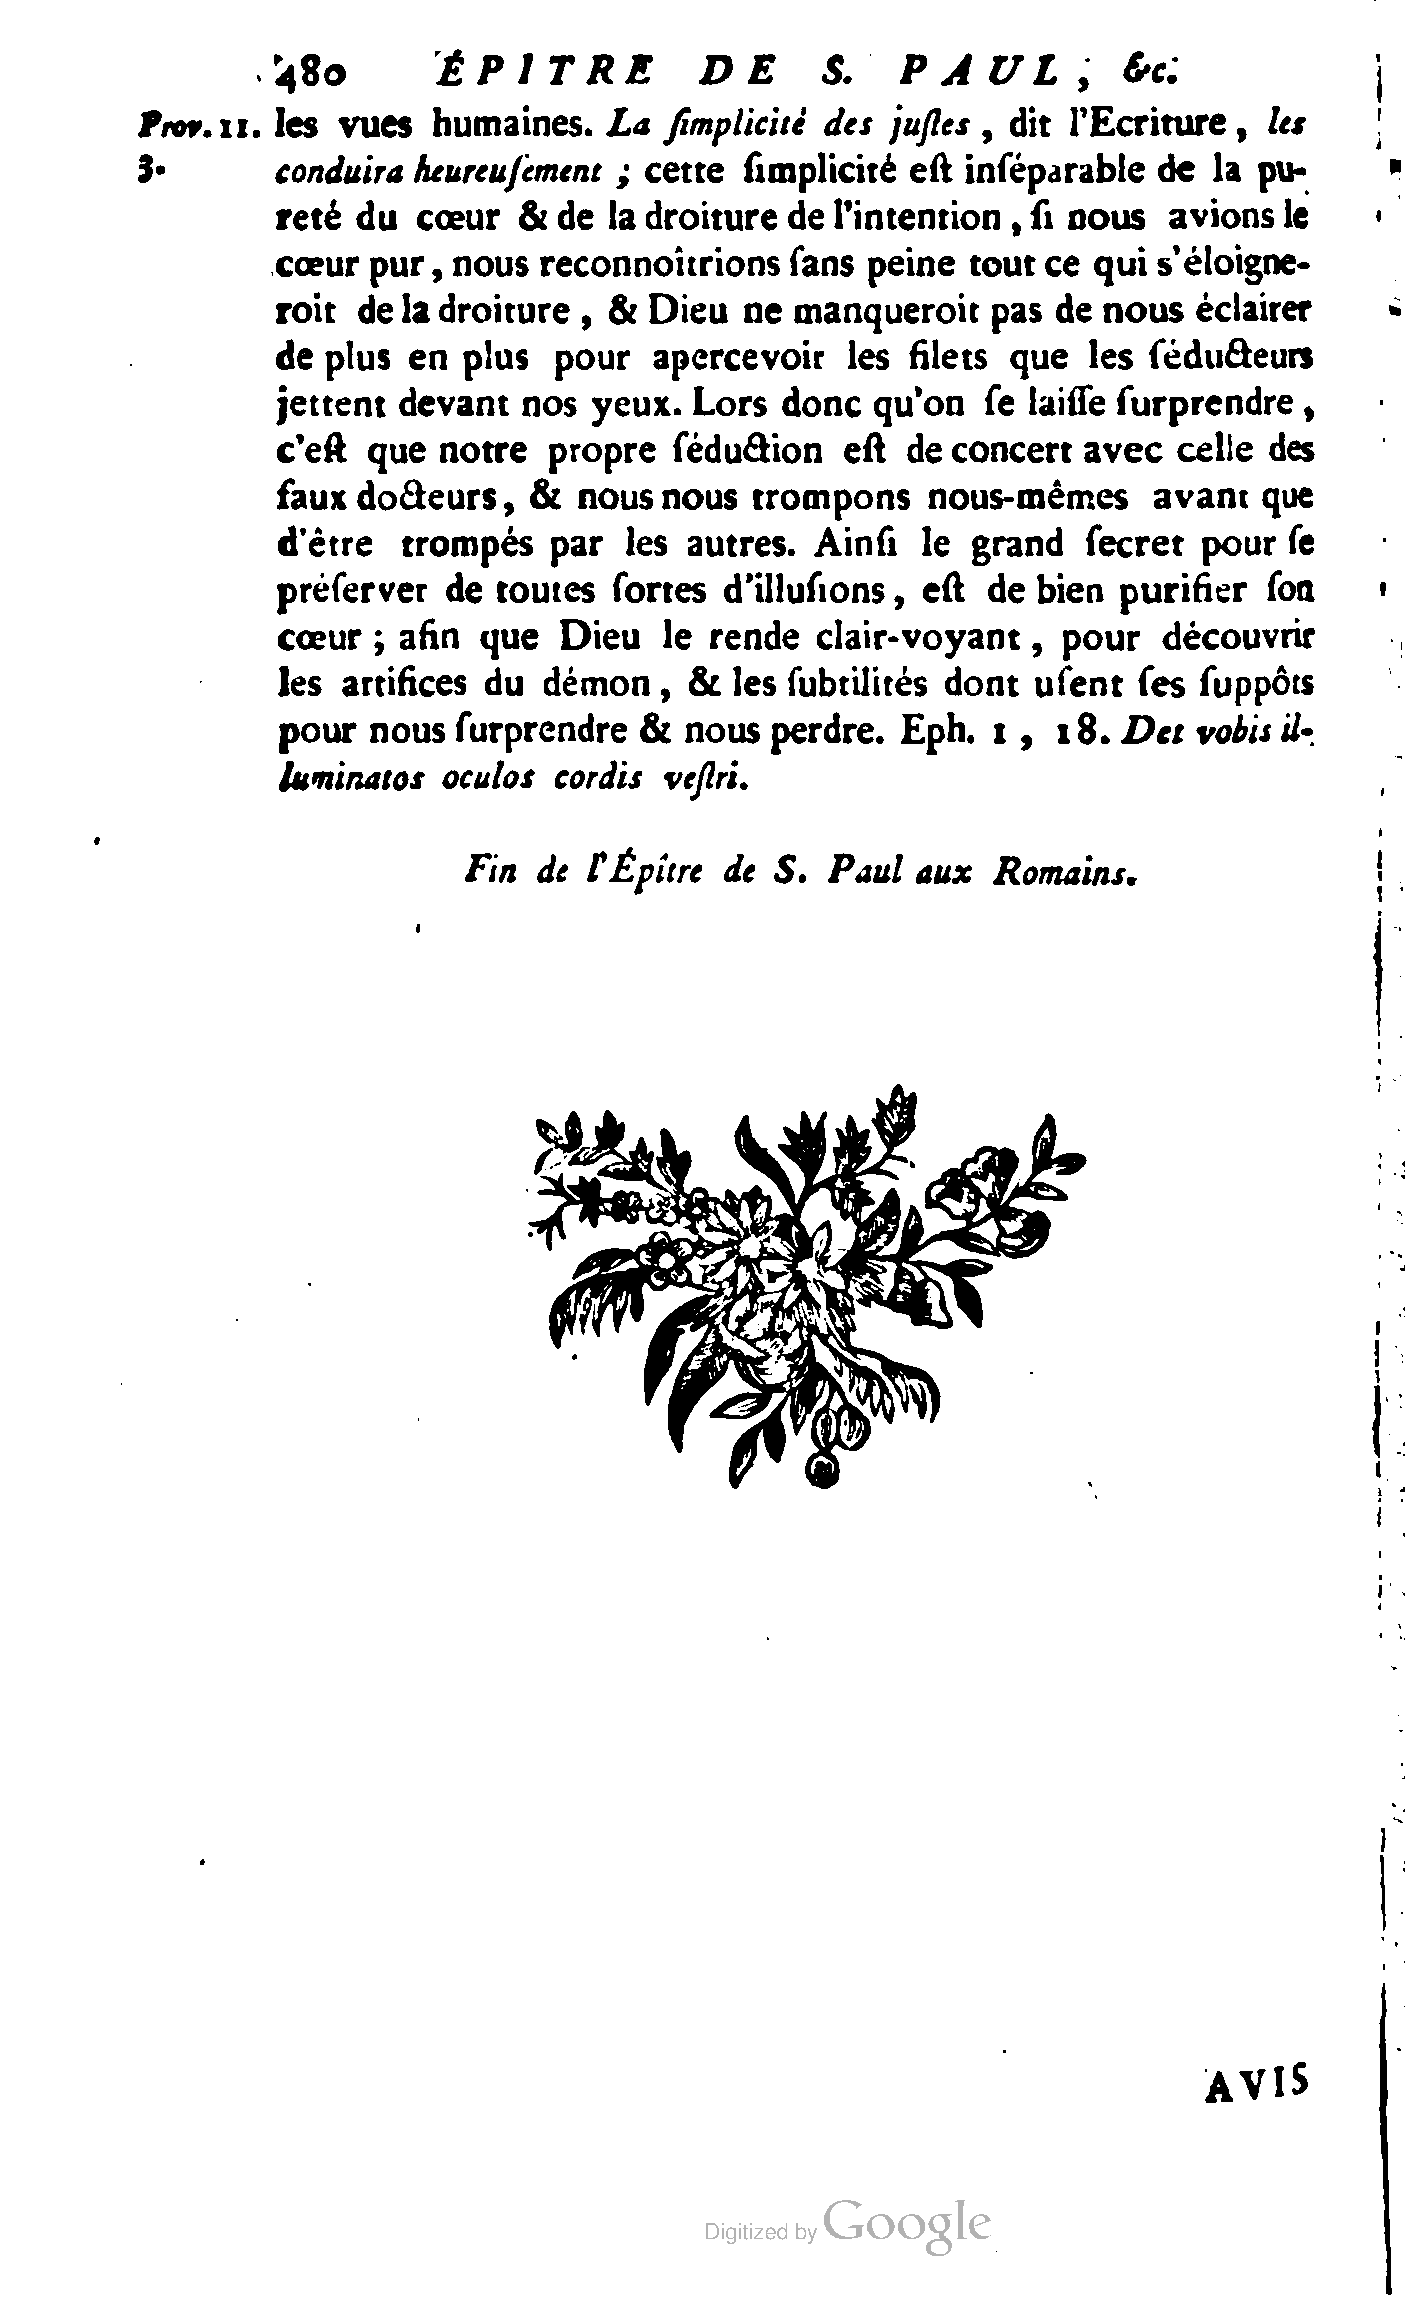 480 ÉPITRE DE S. PAUL, &c.
Prov. 11. les vues humaines. La ſimplicité des juſtes, dit l'Ecriture, les
3. conduira heureuſement ; cette ſimplicité eſt inſéparable de la pu-
reté du cœur & de la droiture de l'intention, ſi nous avions le
cœur pur, nous reconnoîtrions ſans peine tout ce qui s'éloigne-
roit de la droiture, & Dieu ne manqueroit pas de nous éclairer
de plus en plus pour apercevoir les filets que les ſéducteurs
jettent devant nos yeux. Lors donc qu'on ſe laiſſe ſurprendre,
c'eſt que notre propre ſéduction eſt de concert avec celle des
faux docteurs, & nous nous trompons nous-mêmes avant que
d'être trompés par les autres. Ainſi le grand ſecret pour ſe
préſerver de toutes ſortes d'illuſions, eſt de bien purifier ſon
cœur ; afin que Dieu le rende clair-voyant, pour découvrir
les artifices du démon, & les ſubtilités dont uſent ſes ſuppôts
pour nous ſurprendre & nous perdre. Eph. 1, 18. Det vobis il-
luminatos oculos cordis veſtri.
Fin de l'Épître de S. Paul aux Romains.
AVIS
Digitized by Google